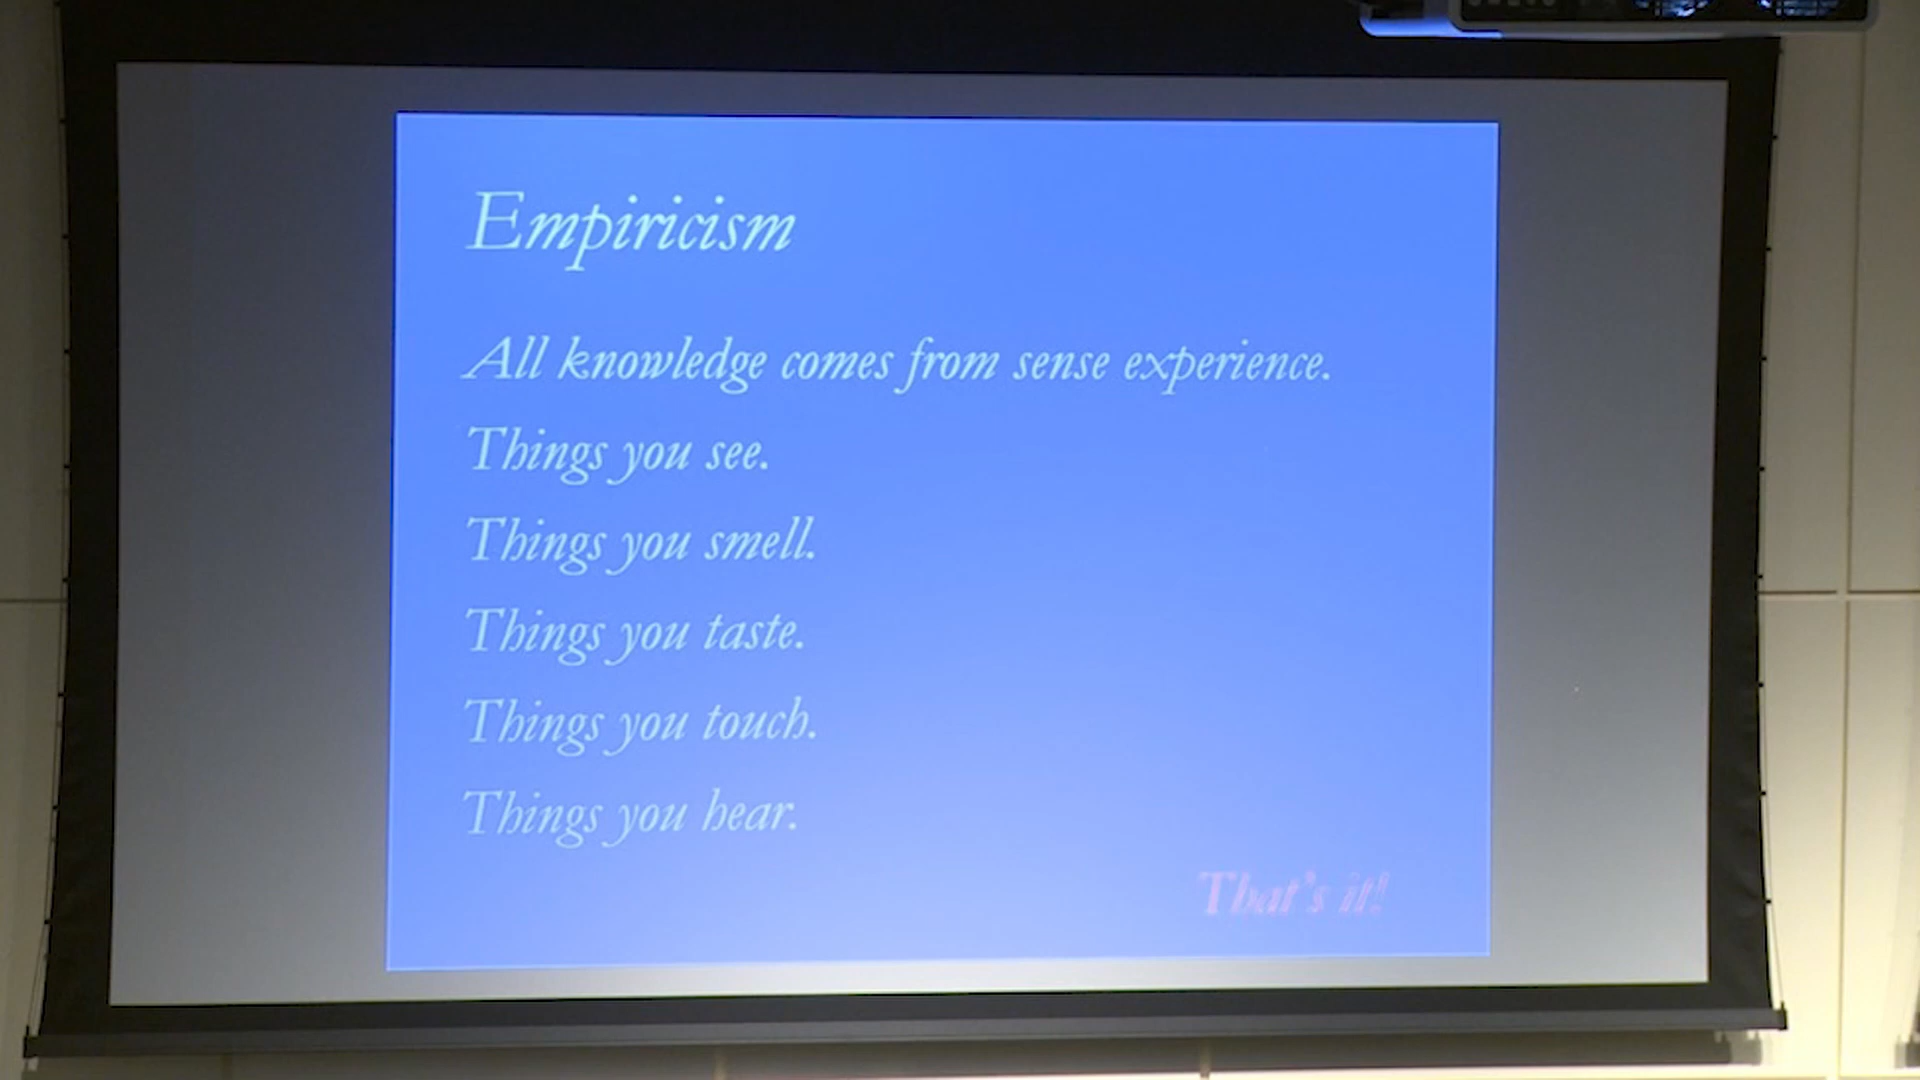 Empiricism
All knowledge comes from sense experience.
Things you see.
Things you smell.
Things you taste.
Things you touch.
Things you hear.
That's it!